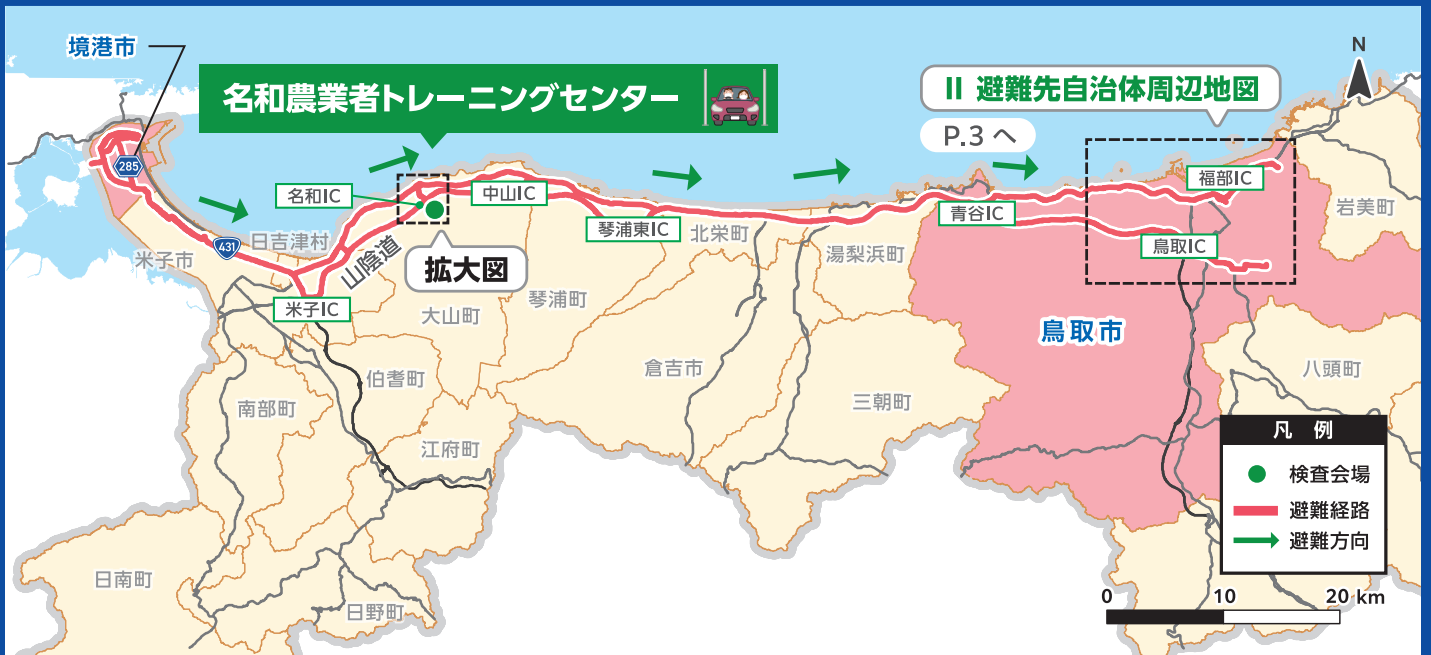 境港市
名和農業者トレーニングセンター
II 避難先自治体周辺地図
P.3 へ
N
285
431
名和IC
中山IC
琴浦東IC
青谷IC
福部IC
鳥取IC
米子IC
山陰道
拡大図
日吉津村
米子市
大山町
琴浦町
北栄町
湯梨浜町
岩美町
鳥取市
八頭町
倉吉市
三朝町
伯耆町
南部町
江府町
日南町
日野町
凡 例
検査会場
避難経路
避難方向
0 10 20 km